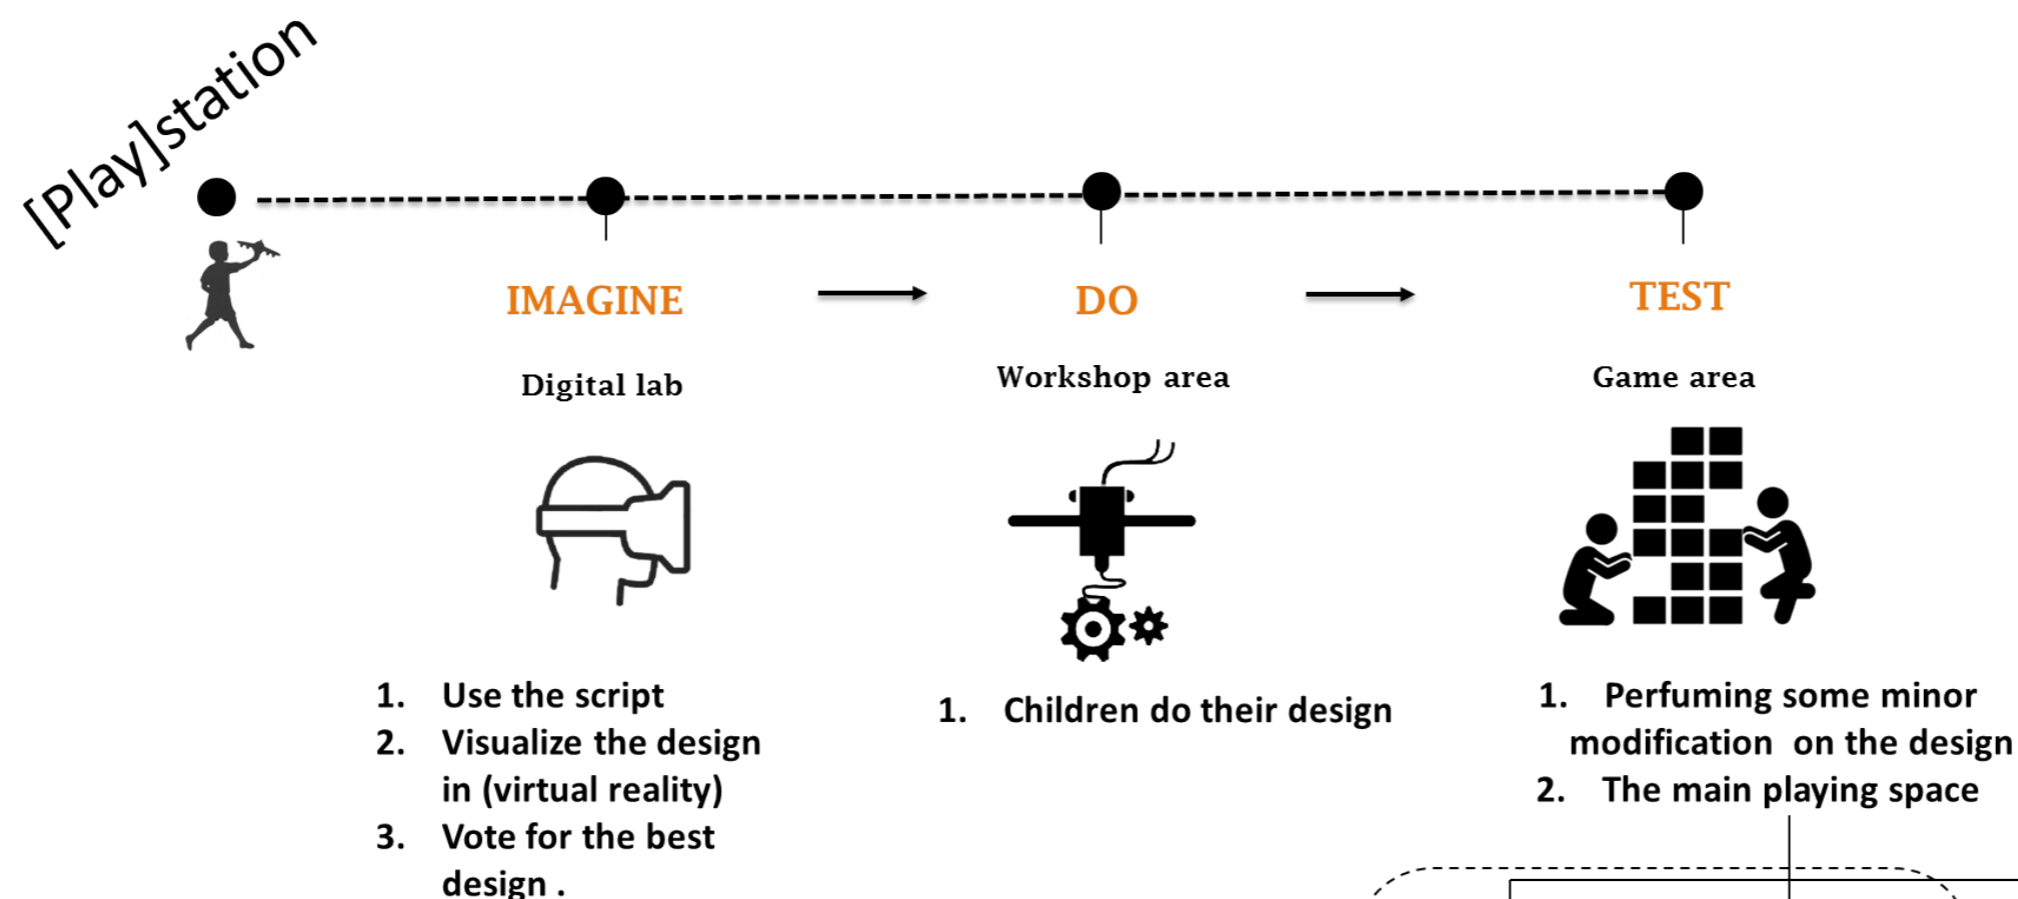 [Play]station
IMAGINE
Digital lab
1. Use the script
2. Visualize the design
in (virtual reality)
3. Vote for the best
design .
DO
Workshop area
1. Children do their design
TEST
Game area
1. Perfuming some minor
modification on the design
2. The main playing space